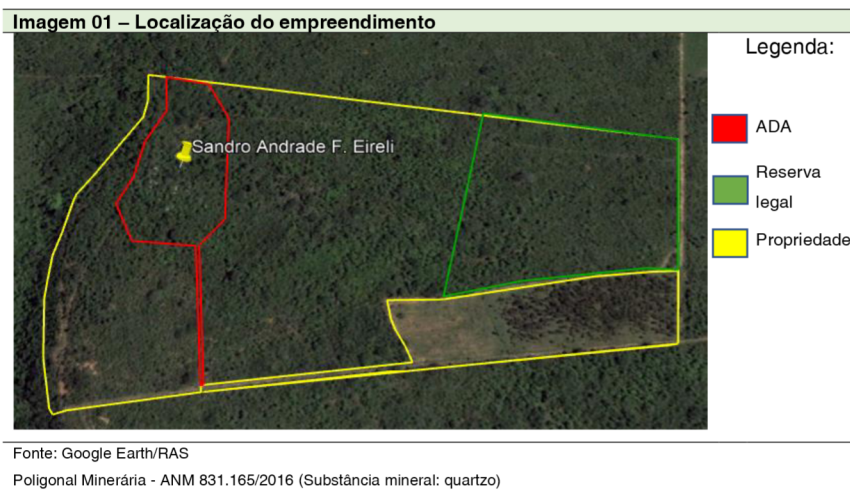 Imagem 01 – Localização do empreendimento
Legenda:
ADA
Sandro Andrade F. Eireli
Reserva
legal
Propriedade
Fonte: Google Earth/RAS
Poligonal Minerária - ANM 831.165/2016 (Substância mineral: quartzo)